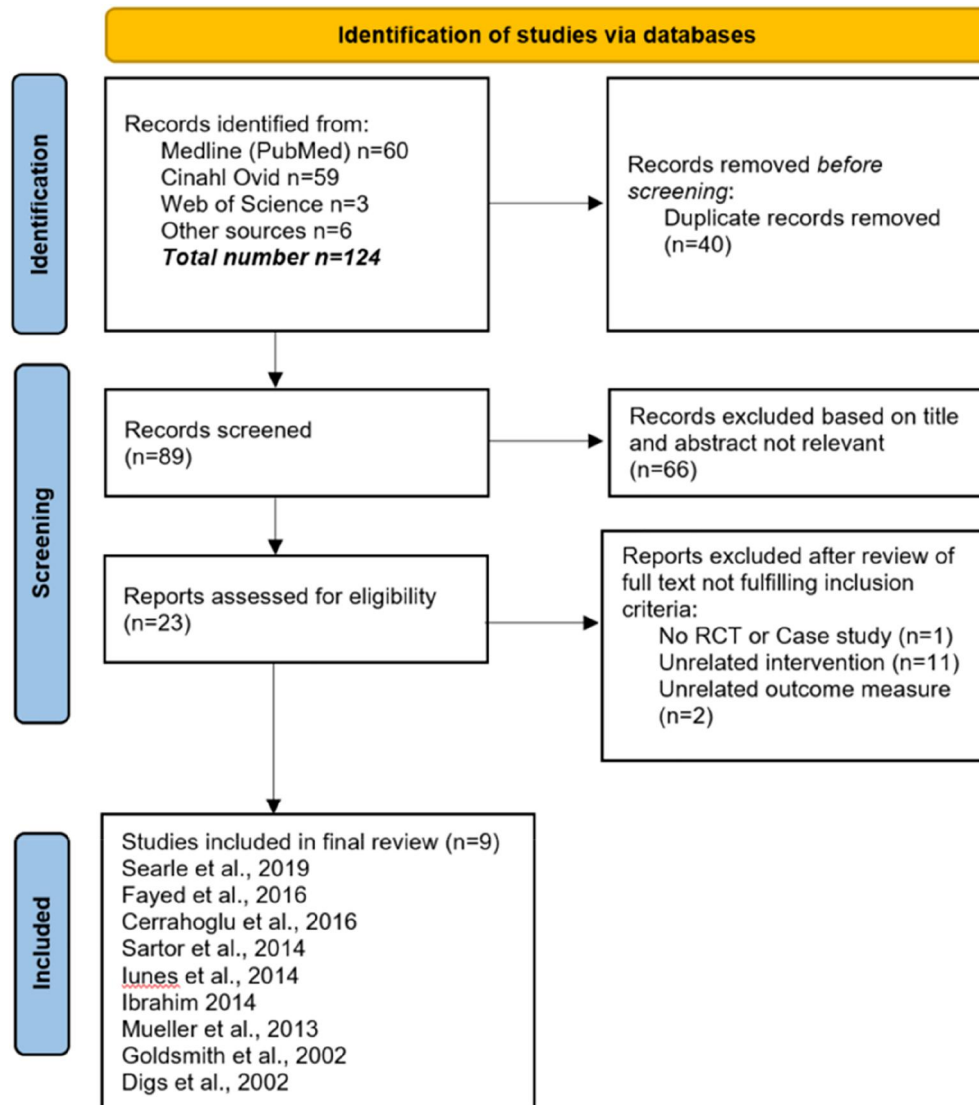 Identification of studies via databases
Identification
Records identified from:
Medline (PubMed) n=60
Cinahl Ovid n=59
Web of Science n=3
Other sources n=6
Total number n=124
Records removed before
screening:
Duplicate records removed
(n=40)
Screening
Records screened
(n=89)
Records excluded based on title
and abstract not relevant
(n=66)
Reports assessed for eligibility
(n=23)
Reports excluded after review of
full text not fulfilling inclusion
criteria:
No RCT or Case study (n=1)
Unrelated intervention (n=11)
Unrelated outcome measure
(n=2)
Included
Studies included in final review (n=9)
Searle et al., 2019
Fayed et al., 2016
Cerrahoglu et al., 2016
Sartor et al., 2014
Iunes et al., 2014
Ibrahim 2014
Mueller et al., 2013
Goldsmith et al., 2002
Digs et al., 2002